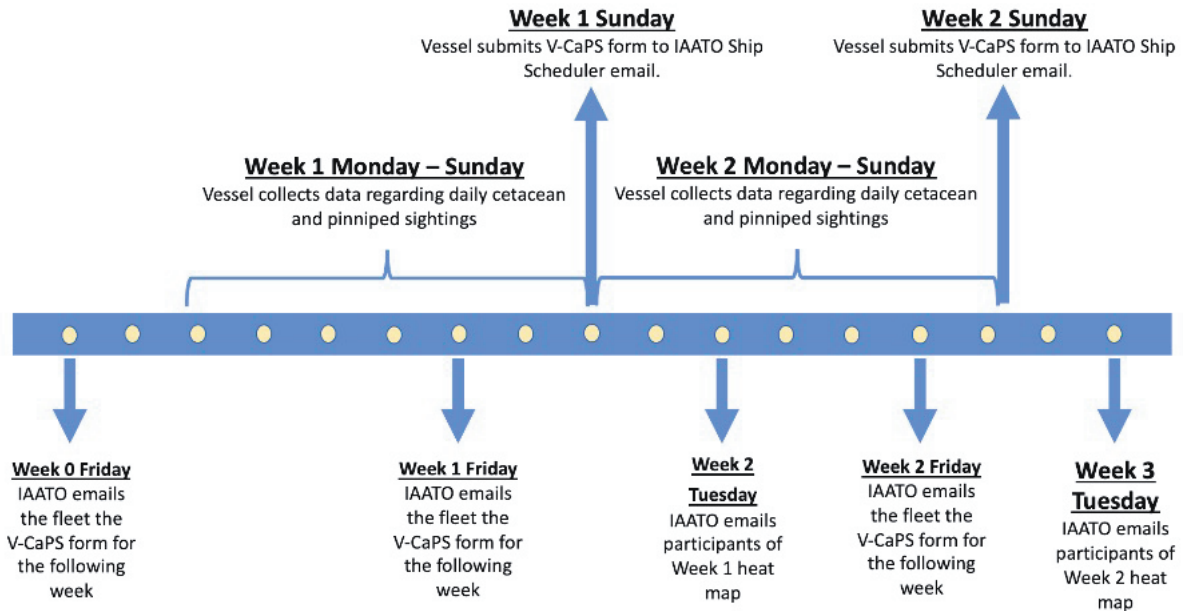 Week 1 Sunday
Vessel submits V-CaPS form to IAATO Ship
Scheduler email.
Week 2 Sunday
Vessel submits V-CaPS form to IAATO Ship
Scheduler email.
Week 1 Monday – Sunday
Vessel collects data regarding daily cetacean
and pinniped sightings
Week 2 Monday – Sunday
Vessel collects data regarding daily cetacean
and pinniped sightings
Week 0 Friday
IAATO emails
the fleet the
V-CaPS form for
the following
week
Week 1 Friday
IAATO emails
the fleet the
V-CaPS form for
the following
week
Week 2
Tuesday
IAATO emails
participants of
Week 1 heat
map
Week 2 Friday
IAATO emails
the fleet the
V-CaPS form for
the following
week
Week 3
Tuesday
IAATO emails
participants of
Week 2 heat
map